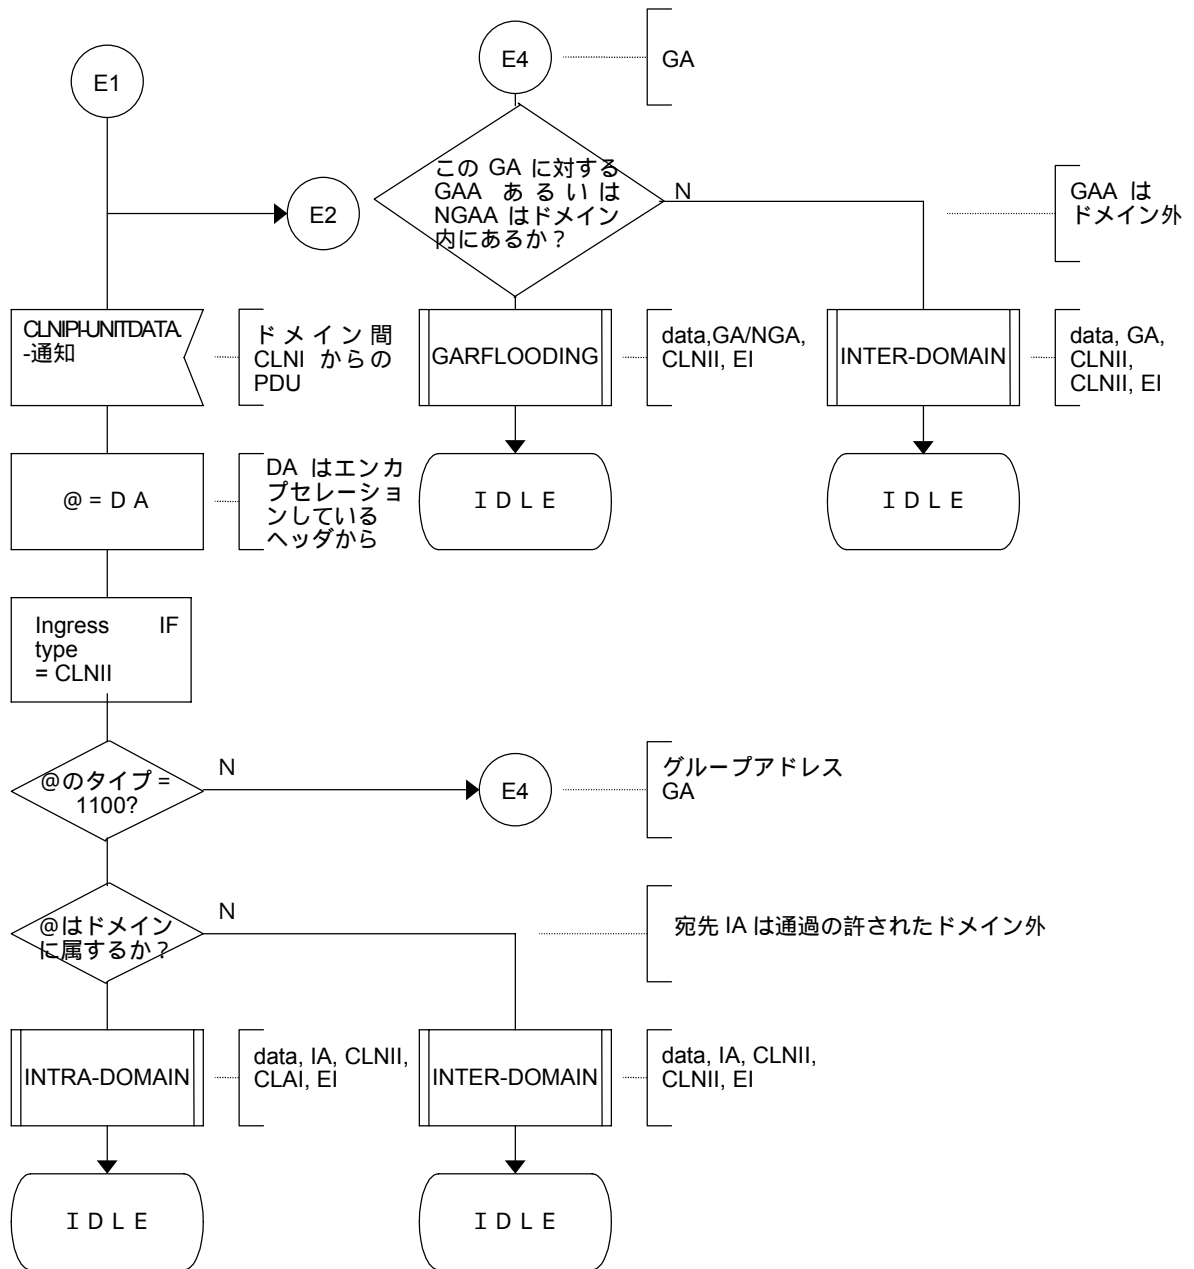 E1
E4
GA
この GA に対する
GAA あるいは
NGAA はドメイン
内にあるか？
N
GAA は
ドメイン外
E2
CLNIPI-UNITDATA.
-通知
ドメイン間
CLNI からの
PDU
GARFLOODING
data,GA/NGA,
CLNII, EI
INTER-DOMAIN
data, GA,
CLNII,
CLNII, EI
@ = D A
DA はエンカ
プセレーショ
ンしている
ヘッダから
ＩＤＬＥ
ＩＤＬＥ
Ingress IF
type
= CLNII
@のタイプ =
1100?
N
E4
グループアドレス
GA
@はドメイン
に属するか？
N
宛先 IA は通過の許されたドメイン外
INTRA-DOMAIN
data, IA, CLNII,
CLAI, EI
INTER-DOMAIN
data, IA, CLNII,
CLNII, EI
ＩＤＬＥ
ＩＤＬＥ